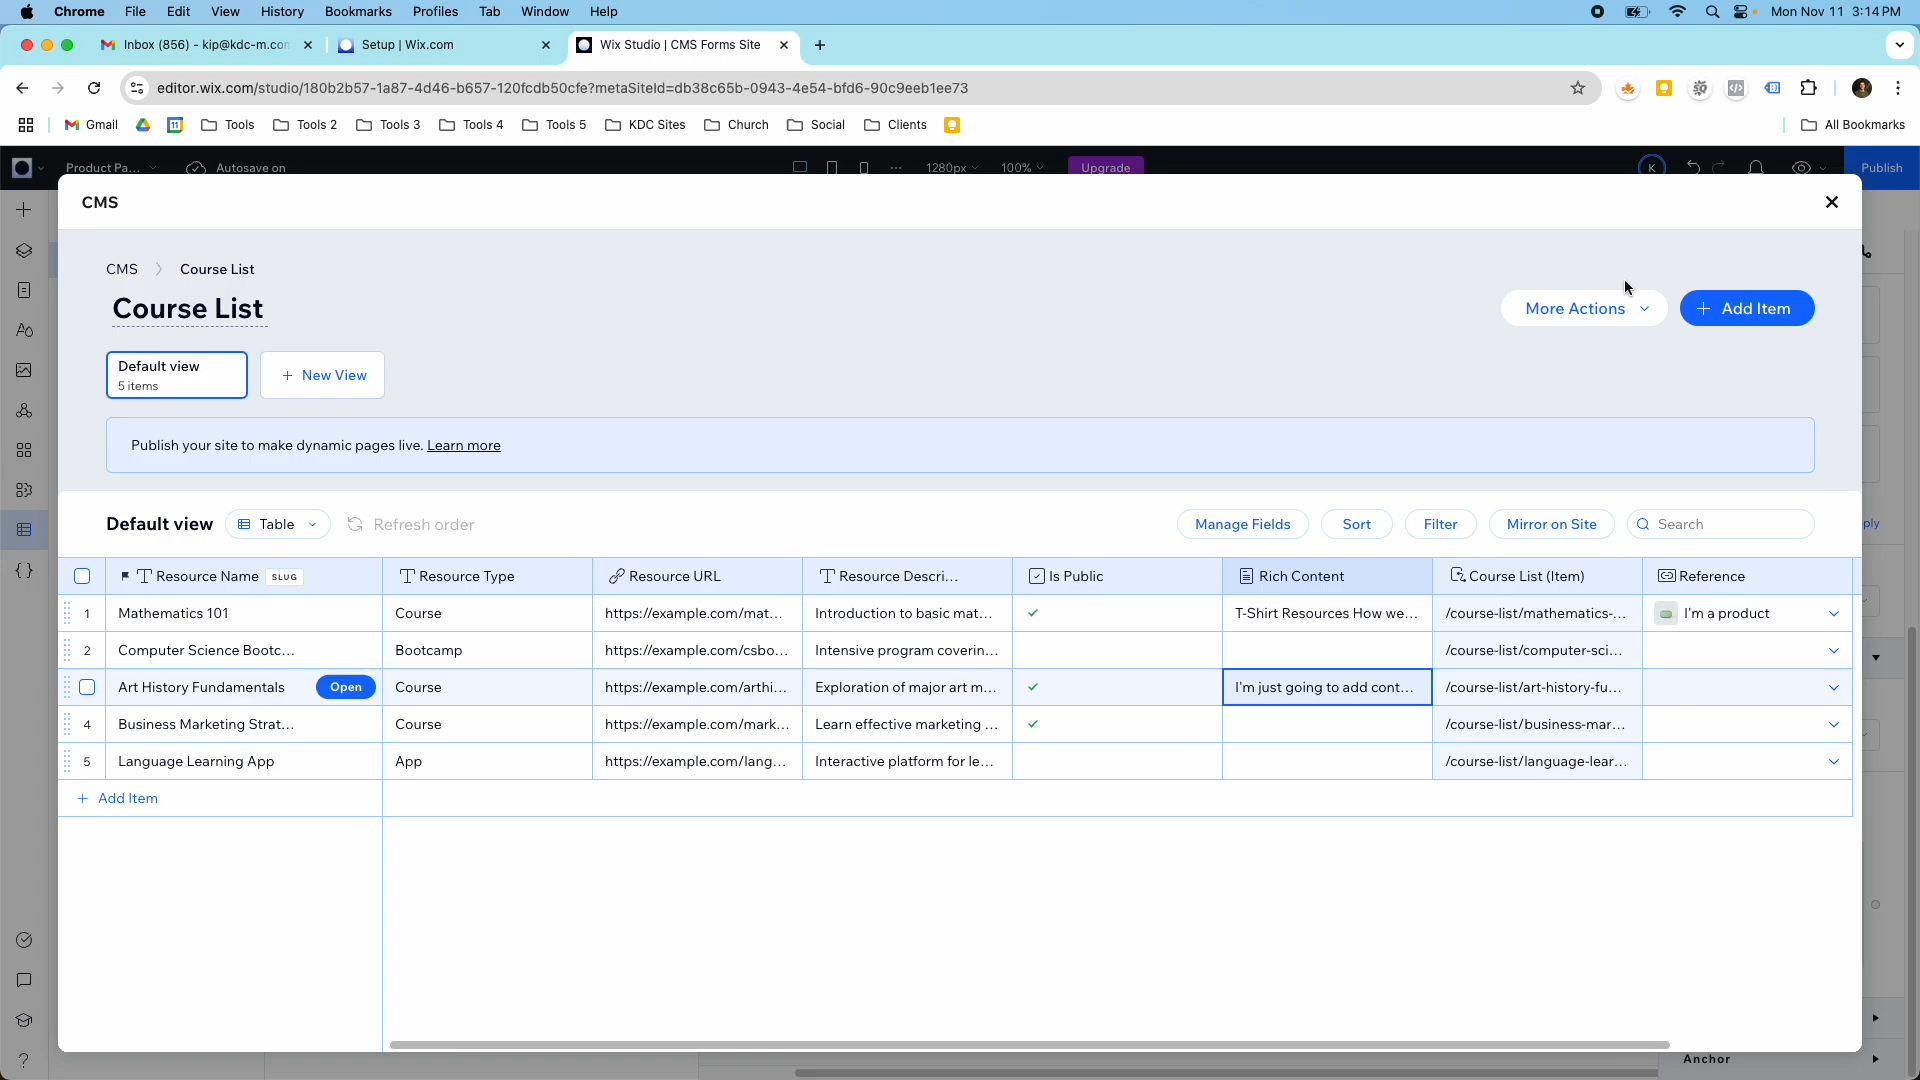 Chrome File Edit View History Bookmarks Profiles Tab Window Help Mon Nov 11 3:14 PM
Inbox (856) - kip@kdc-m.con Setup | Wix.com Wix Studio | CMS Forms Site
editor.wix.com/studio/180b2b57-1a87-4d46-b657-120fcdb50cfe?metaSiteId=db38c65b-0943-4e54-bfd6-90c9eeb1ee73
Gmail Tools Tools 2 Tools 3 Tools 4 Tools 5 KDC Sites Church Social Clients All Bookmarks
Product Pa... Autosave on 1280px 100% Upgrade K Publish
CMS
CMS Course List
Course List
More Actions
+ Add Item
Default view
5 items
+ New View
Publish your site to make dynamic pages live. Learn more
Default view Table Refresh order Manage Fields Sort Filter Mirror on Site Search
Resource Name SLUG Resource Type Resource URL Resource Descri... Is Public Rich Content Course List (Item) Reference
1 Mathematics 101 Course https://example.com/mat... Introduction to basic mat... T-Shirt Resources How we... /course-list/mathematics-... I'm a product
2 Computer Science Bootc... Bootcamp https://example.com/csbo... Intensive program coverin... /course-list/computer-sci...
Art History Fundamentals Open Course https://example.com/arthi... Exploration of major art m... I'm just going to add cont... /course-list/art-history-fu...
4 Business Marketing Strat... Course https://example.com/mark... Learn effective marketing ... /course-list/business-mar...
5 Language Learning App App https://example.com/lang... Interactive platform for le... /course-list/language-lear...
+ Add Item
Anchor